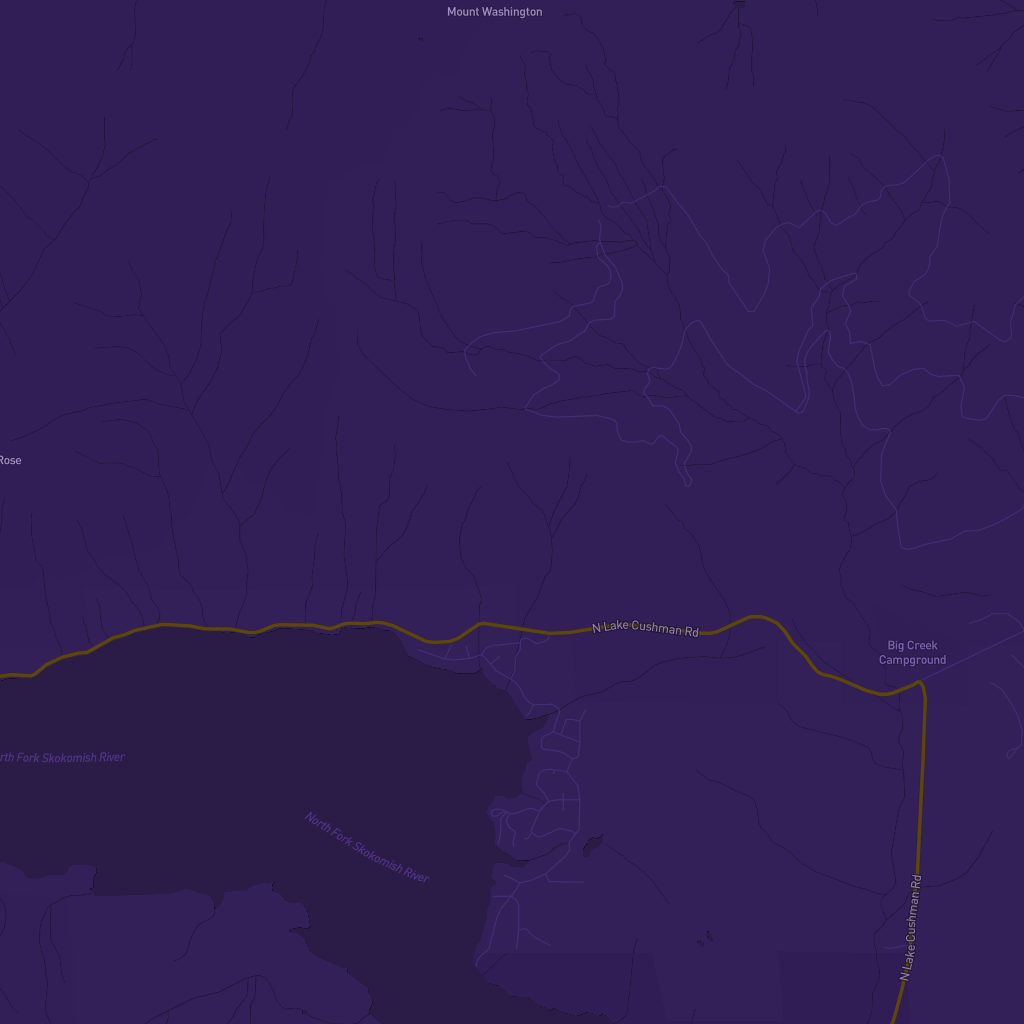 Mount Washington
Rose
N Lake Cushman Rd
Big Creek
Campground
rth Fork Skokomish River
North Fork Skokomish River
N Lake Cushman Rd